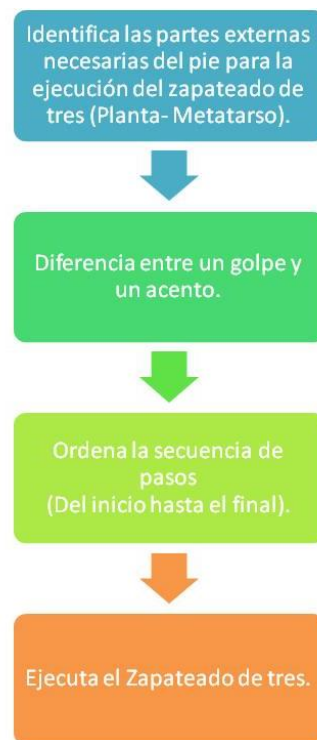 Identifica las partes externas
necesarias del pie para la
ejecución del zapateado de
tres (Planta- Metatarso).
Diferencia entre un golpe y
un acento.
Ordena la secuencia de
pasos
(Del inicio hasta el final).
Ejecuta el Zapateado de tres.